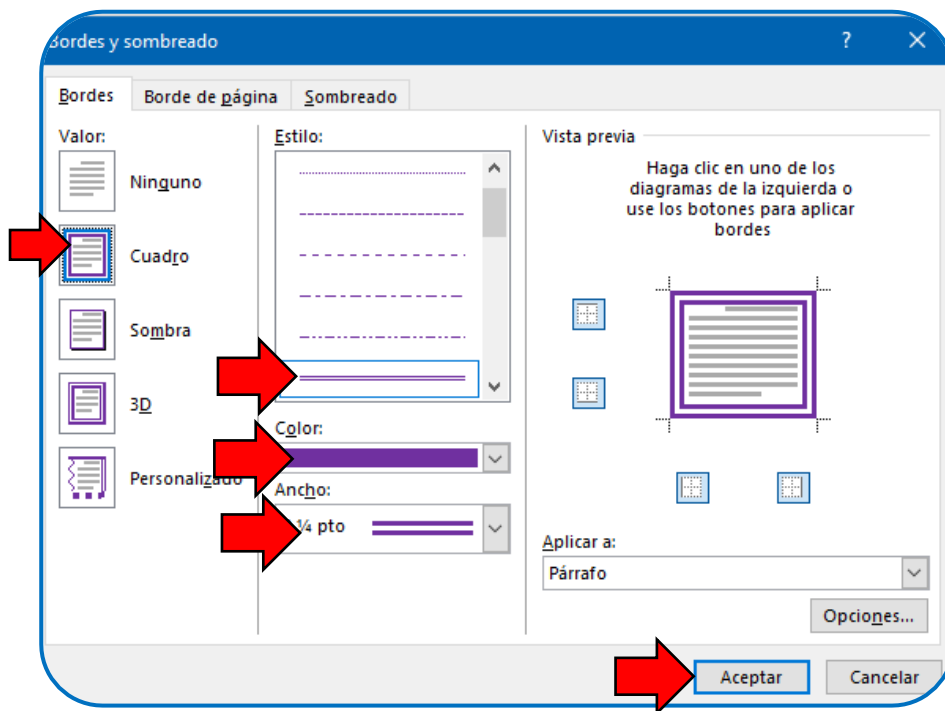 Bordes y sombreado
?
Bordes
Borde de página
Sombreado
Valor:
Ninguno
Cuadro
Sombra
3D
Personalizado
Estilo:
Color:
Ancho:
¼ pto
Vista previa
Haga clic en uno de los
diagramas de la izquierda o
use los botones para aplicar
bordes
Aplicar a:
Párrafo
Opciones...
Aceptar
Cancelar